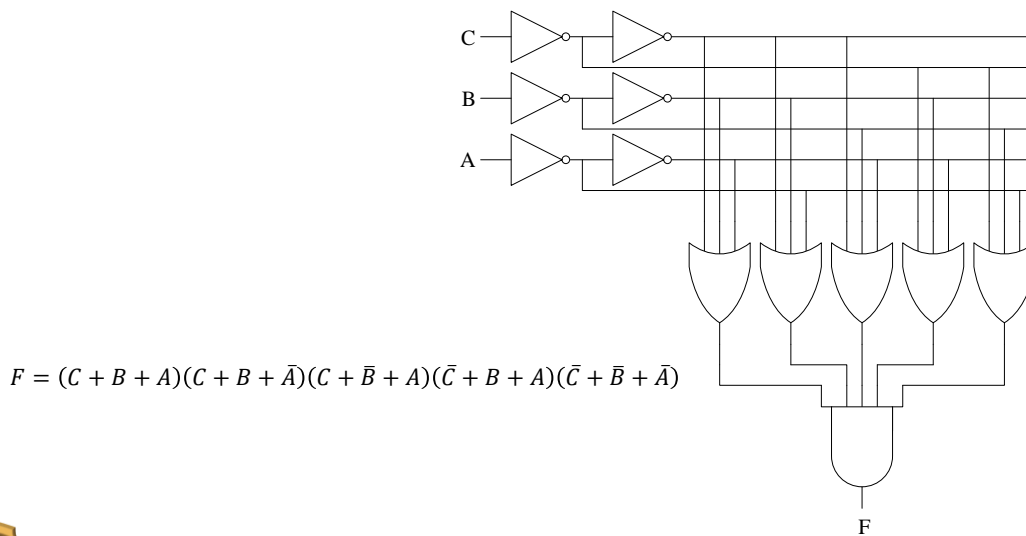 C
B
A
F = (C + B + A)(C + B + Ā)(C + B̄ + A)(C̄ + B + A)(C̄ + B̄ + Ā)
F